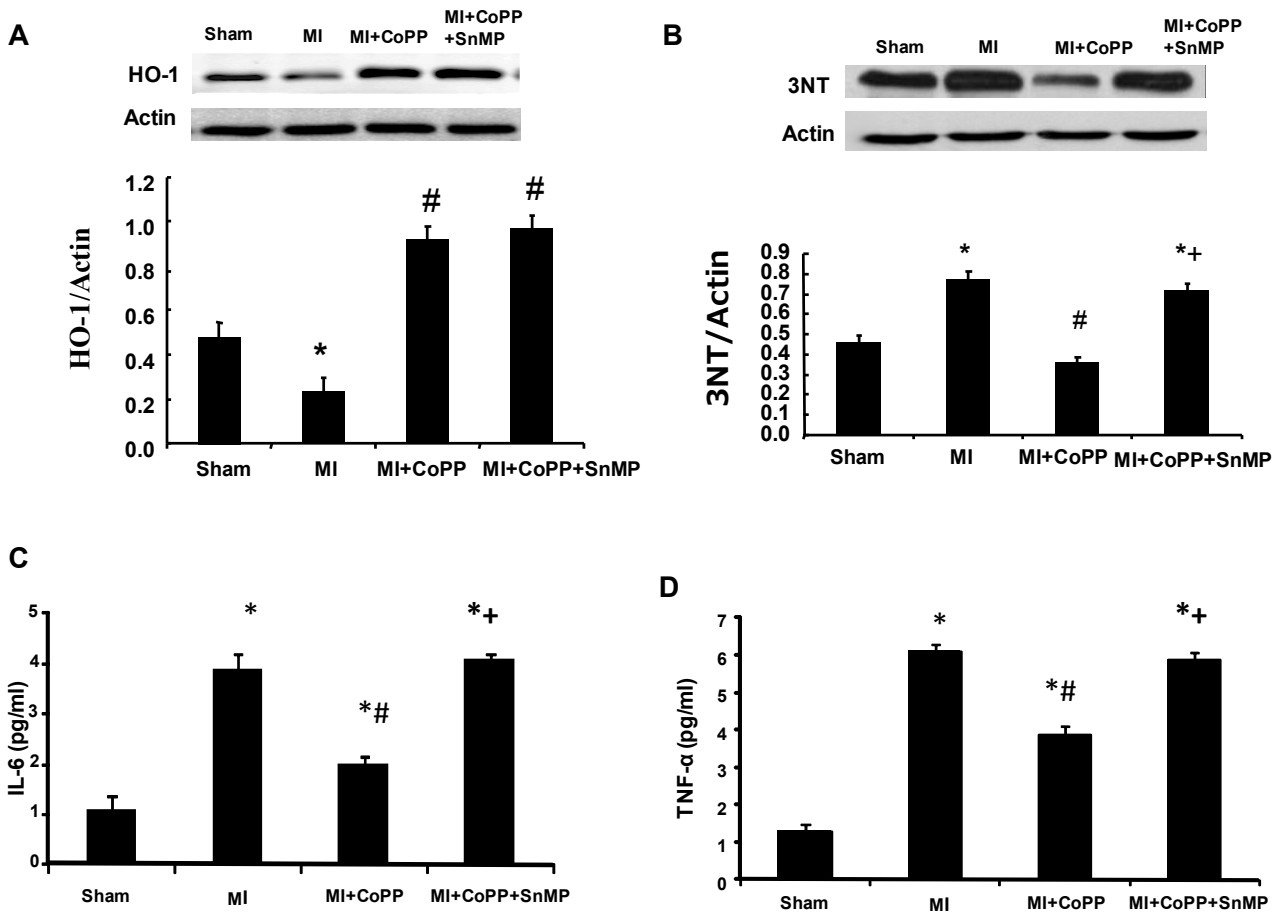 A
Sham MI MI+CoPP MI+CoPP
+SnMP
HO-1
Actin
1.2
1.0
0.8
0.6
0.4
0.2
0.0
HO-1/Actin
*
#
#
Sham MI MI+CoPP MI+CoPP+SnMP
B
Sham MI MI+CoPP MI+CoPP
+SnMP
3NT
Actin
0.9
0.8
0.7
0.6
0.5
0.4
0.3
0.2
0.1
0.0
3NT/Actin
*
#
*+
Sham MI MI+CoPP MI+CoPP+SnMP
C
5
4
3
2
1
0
IL-6 (pg/ml)
*
*#
*+
Sham MI MI+CoPP MI+CoPP+SnMP
D
7
6
5
4
3
2
1
0
TNF-α (pg/ml)
*
*#
*+
Sham MI MI+CoPP MI+CoPP+SnMP